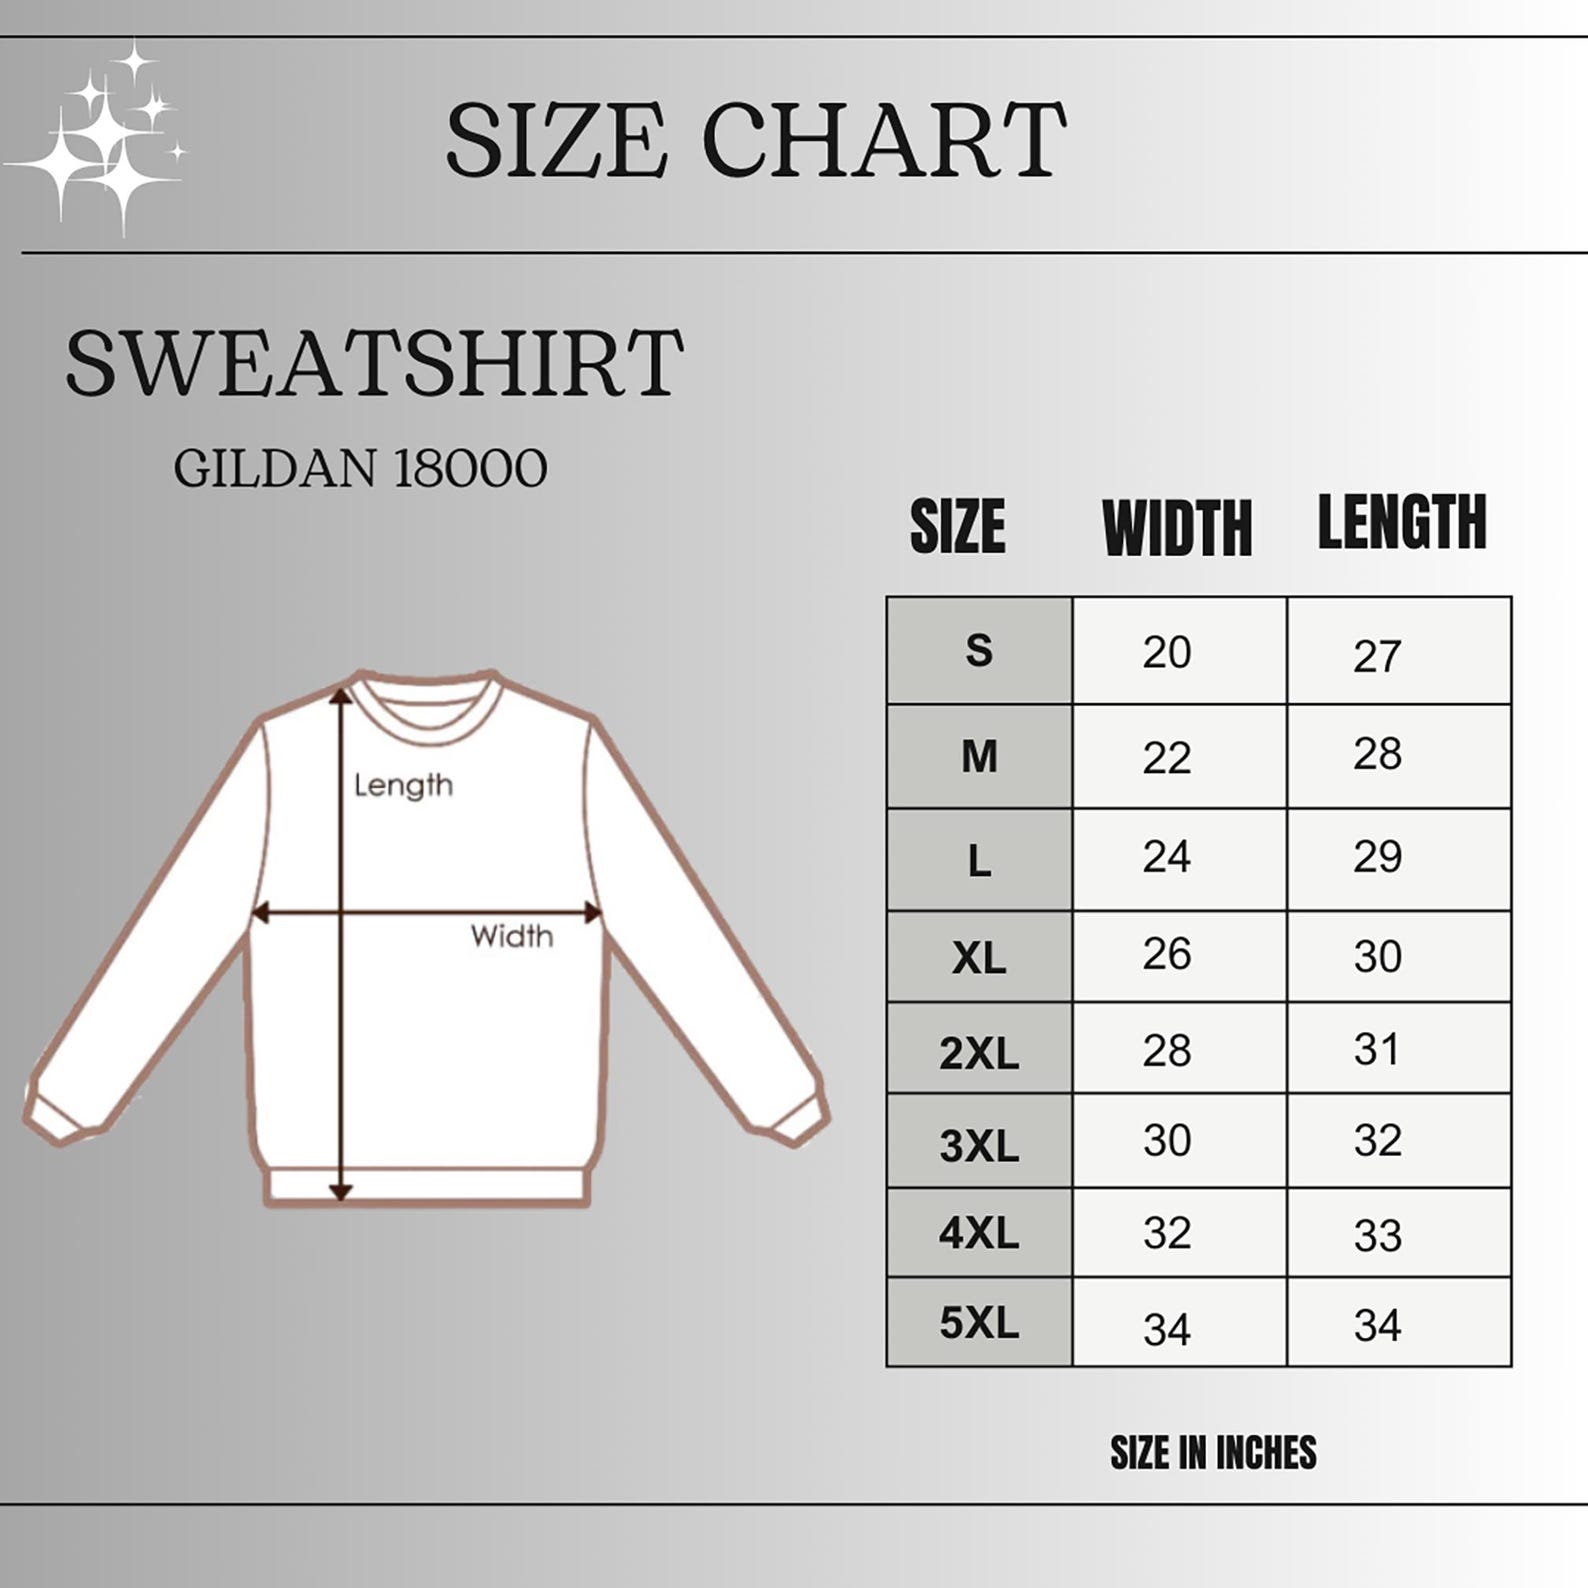 SIZE CHART
SWEATSHIRT
GILDAN 18000
Length
Width
SIZE WIDTH LENGTH
S 20 27
M 22 28
L 24 29
XL 26 30
2XL 28 31
3XL 30 32
4XL 32 33
5XL 34 34
SIZE IN INCHES